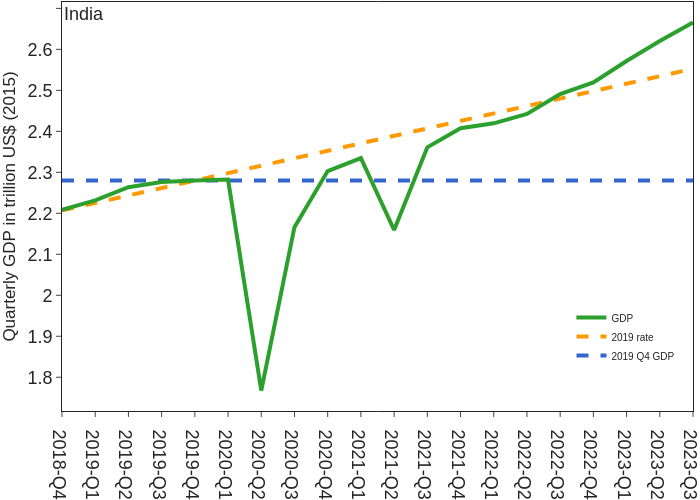 India
Quarterly GDP in trillion US$ (2015)
2.6
2.5
2.4
2.3
2.2
2.1
2
1.9
1.8
GDP
2019 rate
2019 Q4 GDP
2018-Q4
2019-Q1
2019-Q2
2019-Q3
2019-Q4
2020-Q1
2020-Q2
2020-Q3
2020-Q4
2021-Q1
2021-Q2
2021-Q3
2021-Q4
2022-Q1
2022-Q2
2022-Q3
2022-Q4
2023-Q1
2023-Q2
2023-Q3